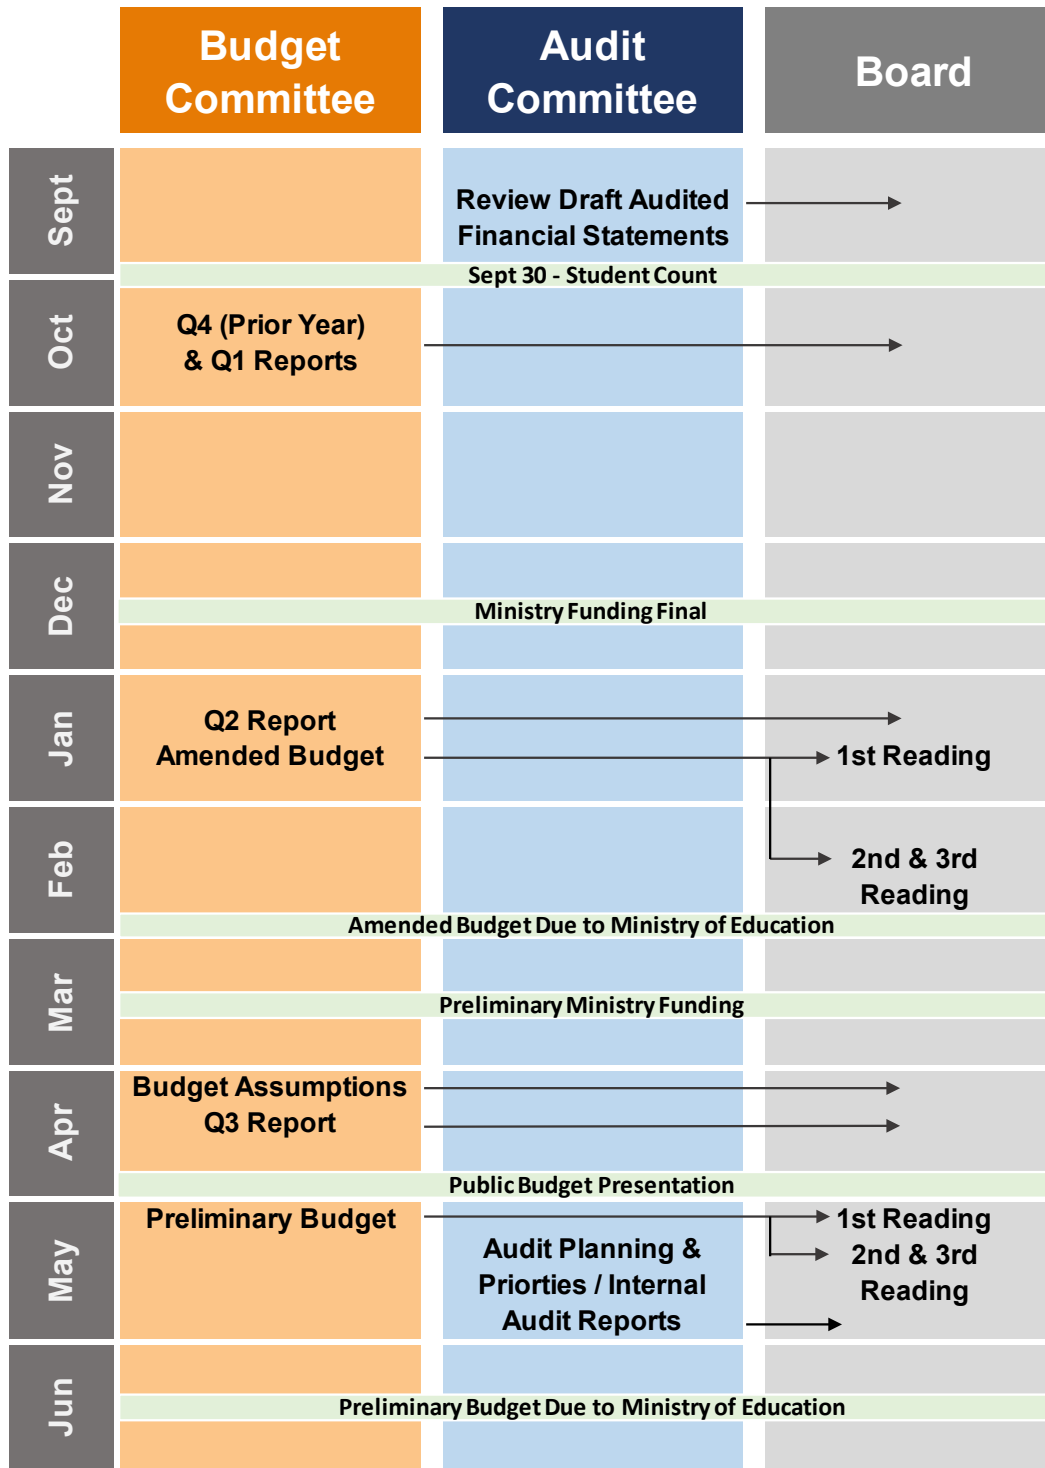 Budget
Committee
Audit
Committee
Board
Sept
Review Draft Audited
Financial Statements
Sept 30 - Student Count
Oct
Q4 (Prior Year)
& Q1 Reports
Nov
Dec
Ministry Funding Final
Jan
Q2 Report
Amended Budget
1st Reading
Feb
2nd & 3rd
Reading
Amended Budget Due to Ministry of Education
Mar
Preliminary Ministry Funding
Apr
Budget Assumptions
Q3 Report
Public Budget Presentation
May
Preliminary Budget
Audit Planning &
Priorties / Internal
Audit Reports
1st Reading
2nd & 3rd
Reading
Jun
Preliminary Budget Due to Ministry of Education